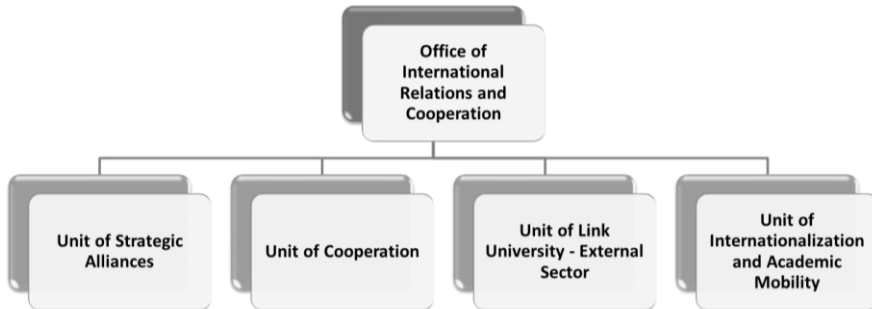 Office of
International
Relations and
Cooperation
Unit of Strategic
Alliances
Unit of Cooperation
Unit of Link
University - External
Sector
Unit of
Internationalization
and Academic
Mobility